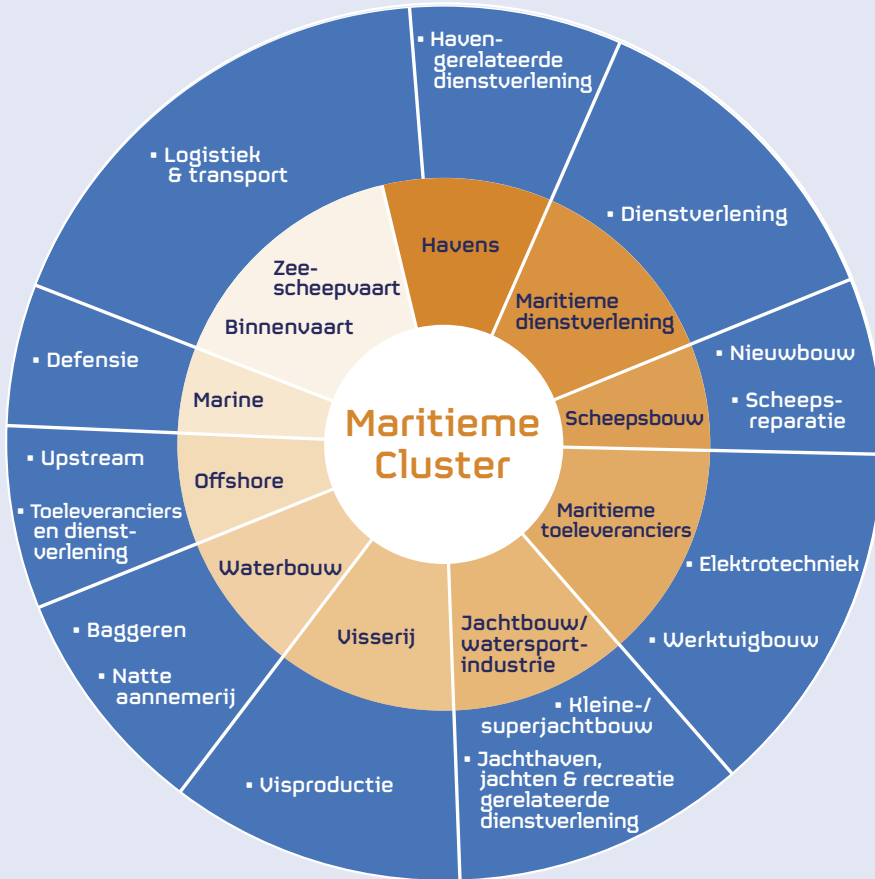 ▪ Haven-
gerelateerde
dienstverlening
▪ Logistiek
& transport
▪ Dienstverlening
Havens
Zee-
scheepvaart
Binnenvaart
Maritieme
dienstverlening
▪ Defensie
▪ Nieuwbouw
▪ Scheeps-
reparatie
Marine
Scheepsbouw
Maritieme
Cluster
▪ Upstream
▪ Toeleveranciers
en dienst-
verlening
Offshore
Maritieme
toeleveranciers
▪ Elektrotechniek
▪ Werktuigbouw
Waterbouw
▪ Baggeren
▪ Natte
aannemerij
Visserij
Jachtbouw/
watersport-
industrie
▪ Visproductie
▪ Kleine-/
superjachtbouw
▪ Jachthaven,
jachten & recreatie
gerelateerde
dienstverlening